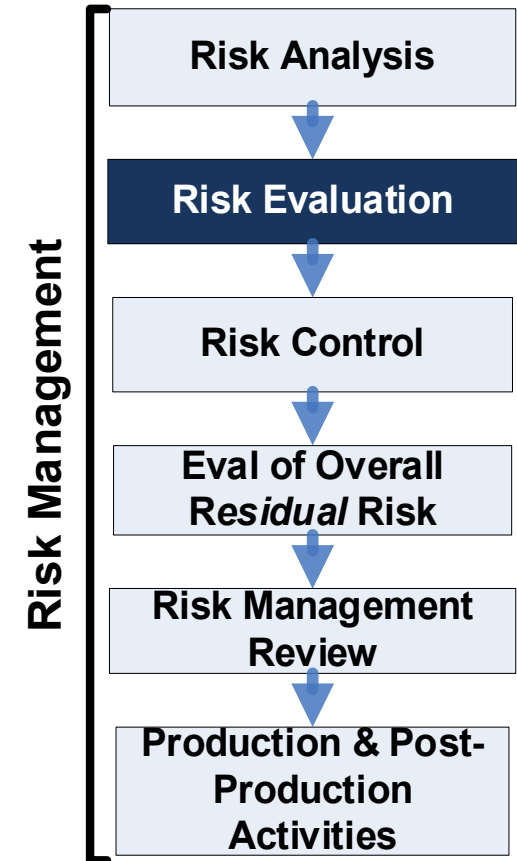 Risk Management
Risk Analysis
Risk Evaluation
Risk Control
Eval of Overall
Residual Risk
Risk Management
Review
Production & Post-
Production
Activities